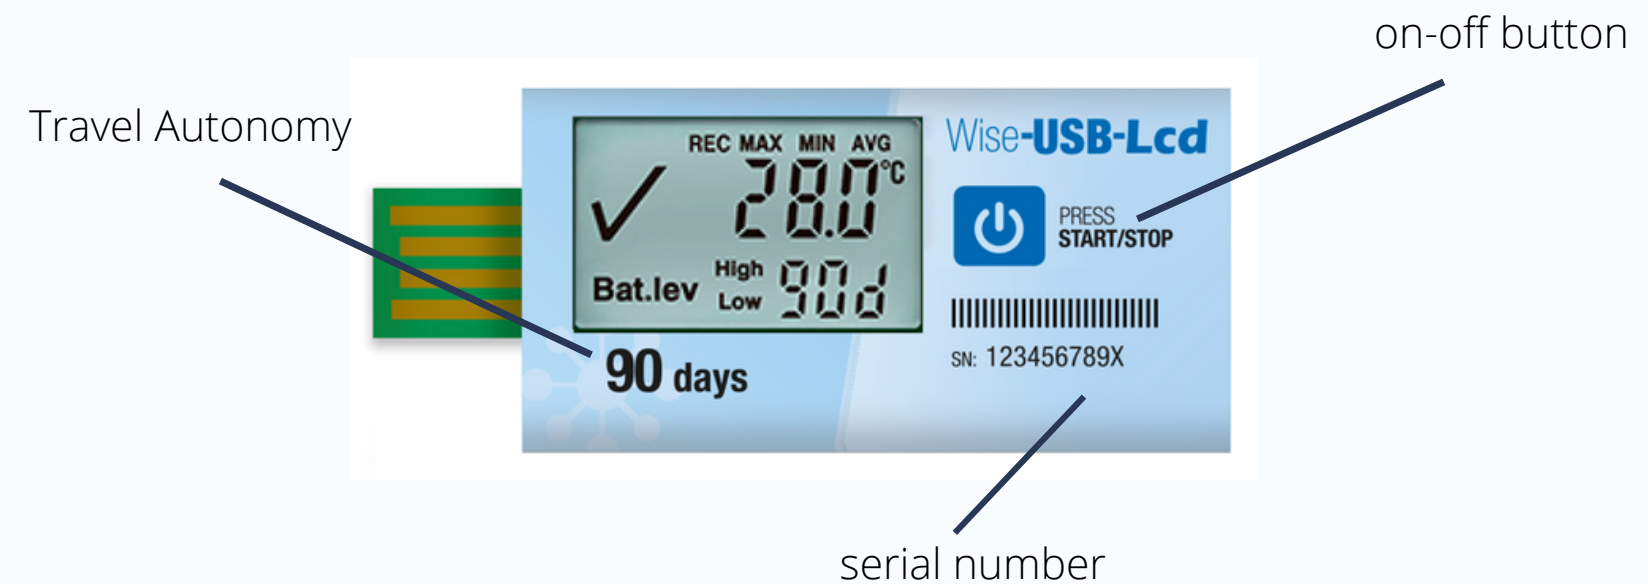 on-off button
Travel Autonomy
REC MAX MIN AVG
28.0°C
Bat.lev
High
Low
90d
90 days
Wise-USB-Lcd
PRESS
START/STOP
SN: 123456789X
serial number